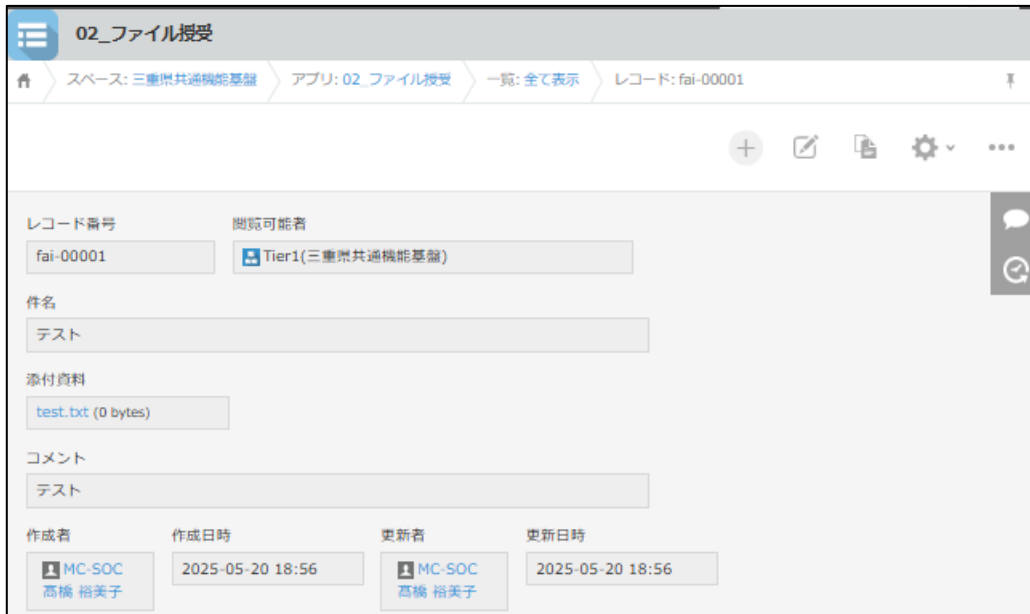 02_ファイル授受
スペース: 三重県共通機能基盤 アプリ: 02_ファイル授受 一覧: 全て表示 レコード: fai-00001
レコード番号 閲覧可能者
fai-00001 Tier1(三重県共通機能基盤)
件名
テスト
添付資料
test.txt (0 bytes)
コメント
テスト
作成者 作成日時 更新者 更新日時
MC-SOC 2025-05-20 18:56 MC-SOC 2025-05-20 18:56
髙橋 裕美子 髙橋 裕美子